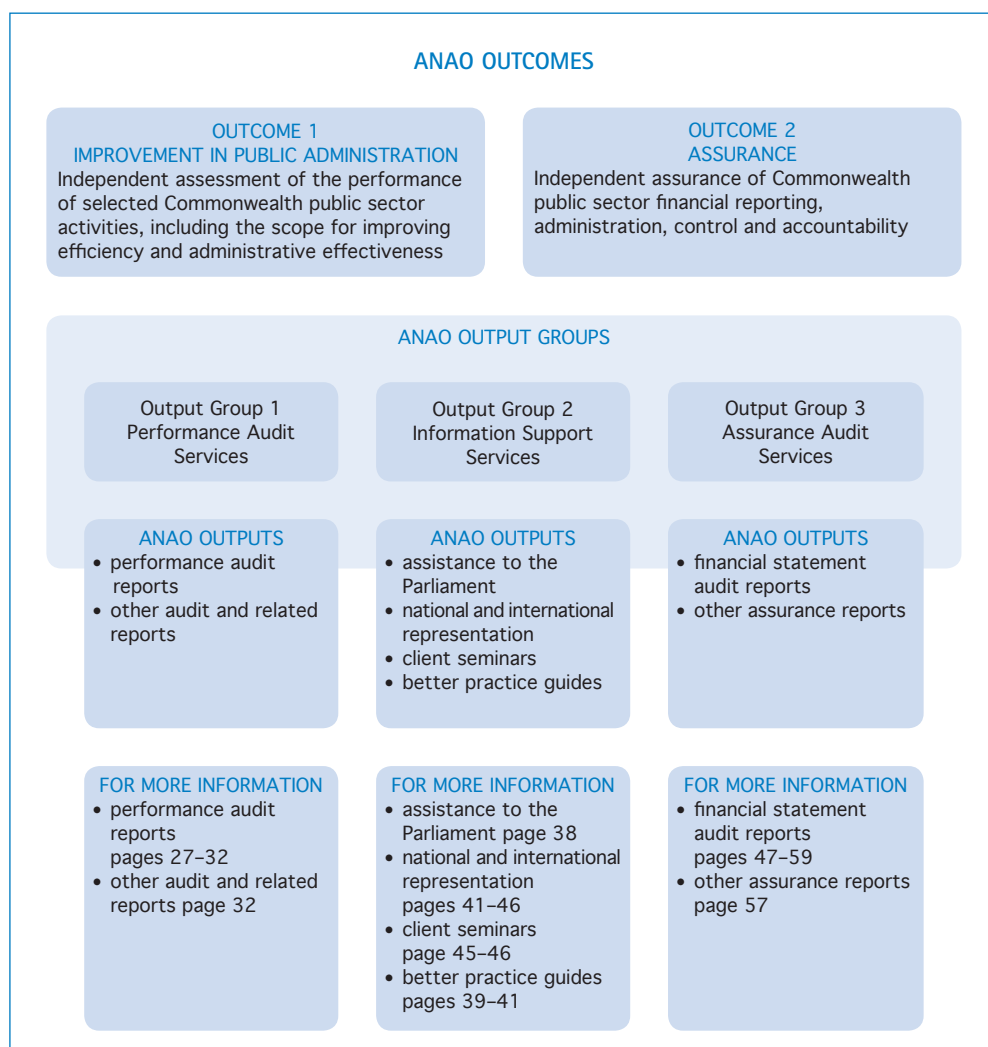 ANAO OUTCOMES
OUTCOME 1
IMPROVEMENT IN PUBLIC ADMINISTRATION
Independent assessment of the performance
of selected Commonwealth public sector
activities, including the scope for improving
efficiency and administrative effectiveness
OUTCOME 2
ASSURANCE
Independent assurance of Commonwealth
public sector financial reporting,
administration, control and accountability
ANAO OUTPUT GROUPS
Output Group 1
Performance Audit
Services
Output Group 2
Information Support
Services
Output Group 3
Assurance Audit
Services
ANAO OUTPUTS
• performance audit
reports
• other audit and related
reports
ANAO OUTPUTS
• assistance to the
Parliament
• national and international
representation
• client seminars
• better practice guides
ANAO OUTPUTS
• financial statement
audit reports
• other assurance reports
FOR MORE INFORMATION
• performance audit
reports
pages 27–32
• other audit and related
reports page 32
FOR MORE INFORMATION
• assistance to the
Parliament page 38
• national and international
representation
pages 41–46
• client seminars
page 45–46
• better practice guides
pages 39–41
FOR MORE INFORMATION
• financial statement
audit reports
pages 47–59
• other assurance reports
page 57